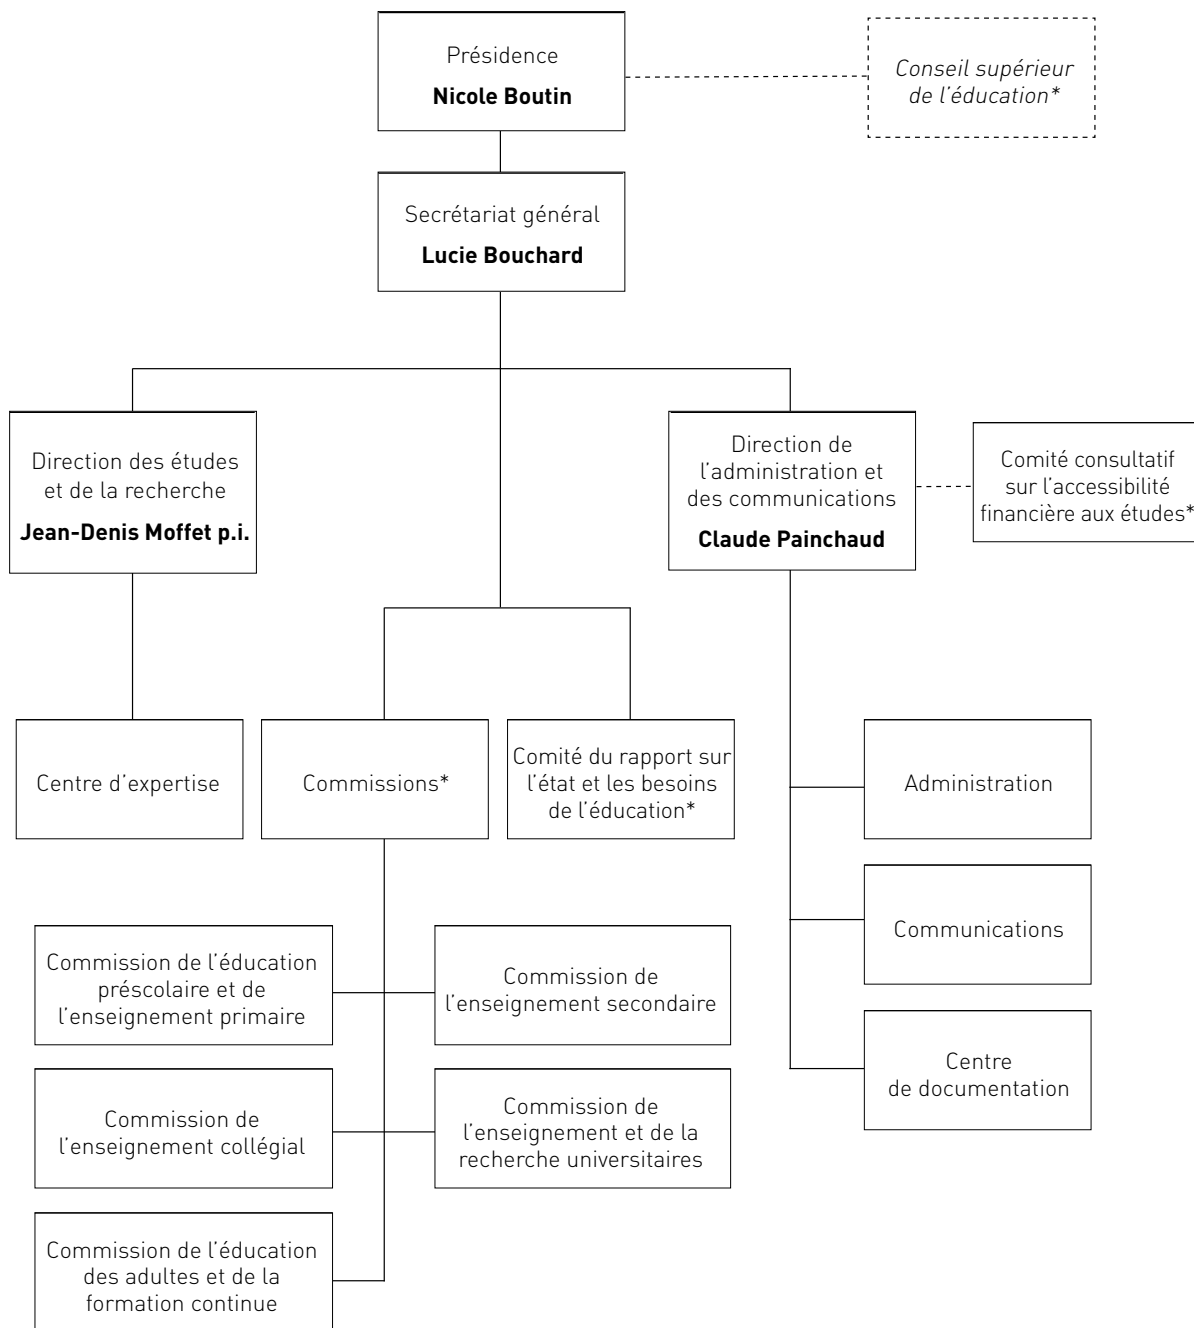 Présidence
Nicole Boutin
Conseil supérieur
de l'éducation*
Secrétariat général
Lucie Bouchard
Direction des études
et de la recherche
Jean-Denis Moffet p.i.
Direction de
l'administration et
des communications
Claude Painchaud
Comité consultatif
sur l'accessibilité
financière aux études*
Centre d'expertise
Commissions*
Comité du rapport sur
l'état et les besoins
de l'éducation*
Administration
Communications
Centre
de documentation
Commission de l'éducation
préscolaire et de
l'enseignement primaire
Commission de
l'enseignement secondaire
Commission de
l'enseignement collégial
Commission de
l'enseignement et de la
recherche universitaires
Commission de l'éducation
des adultes et de la
formation continue